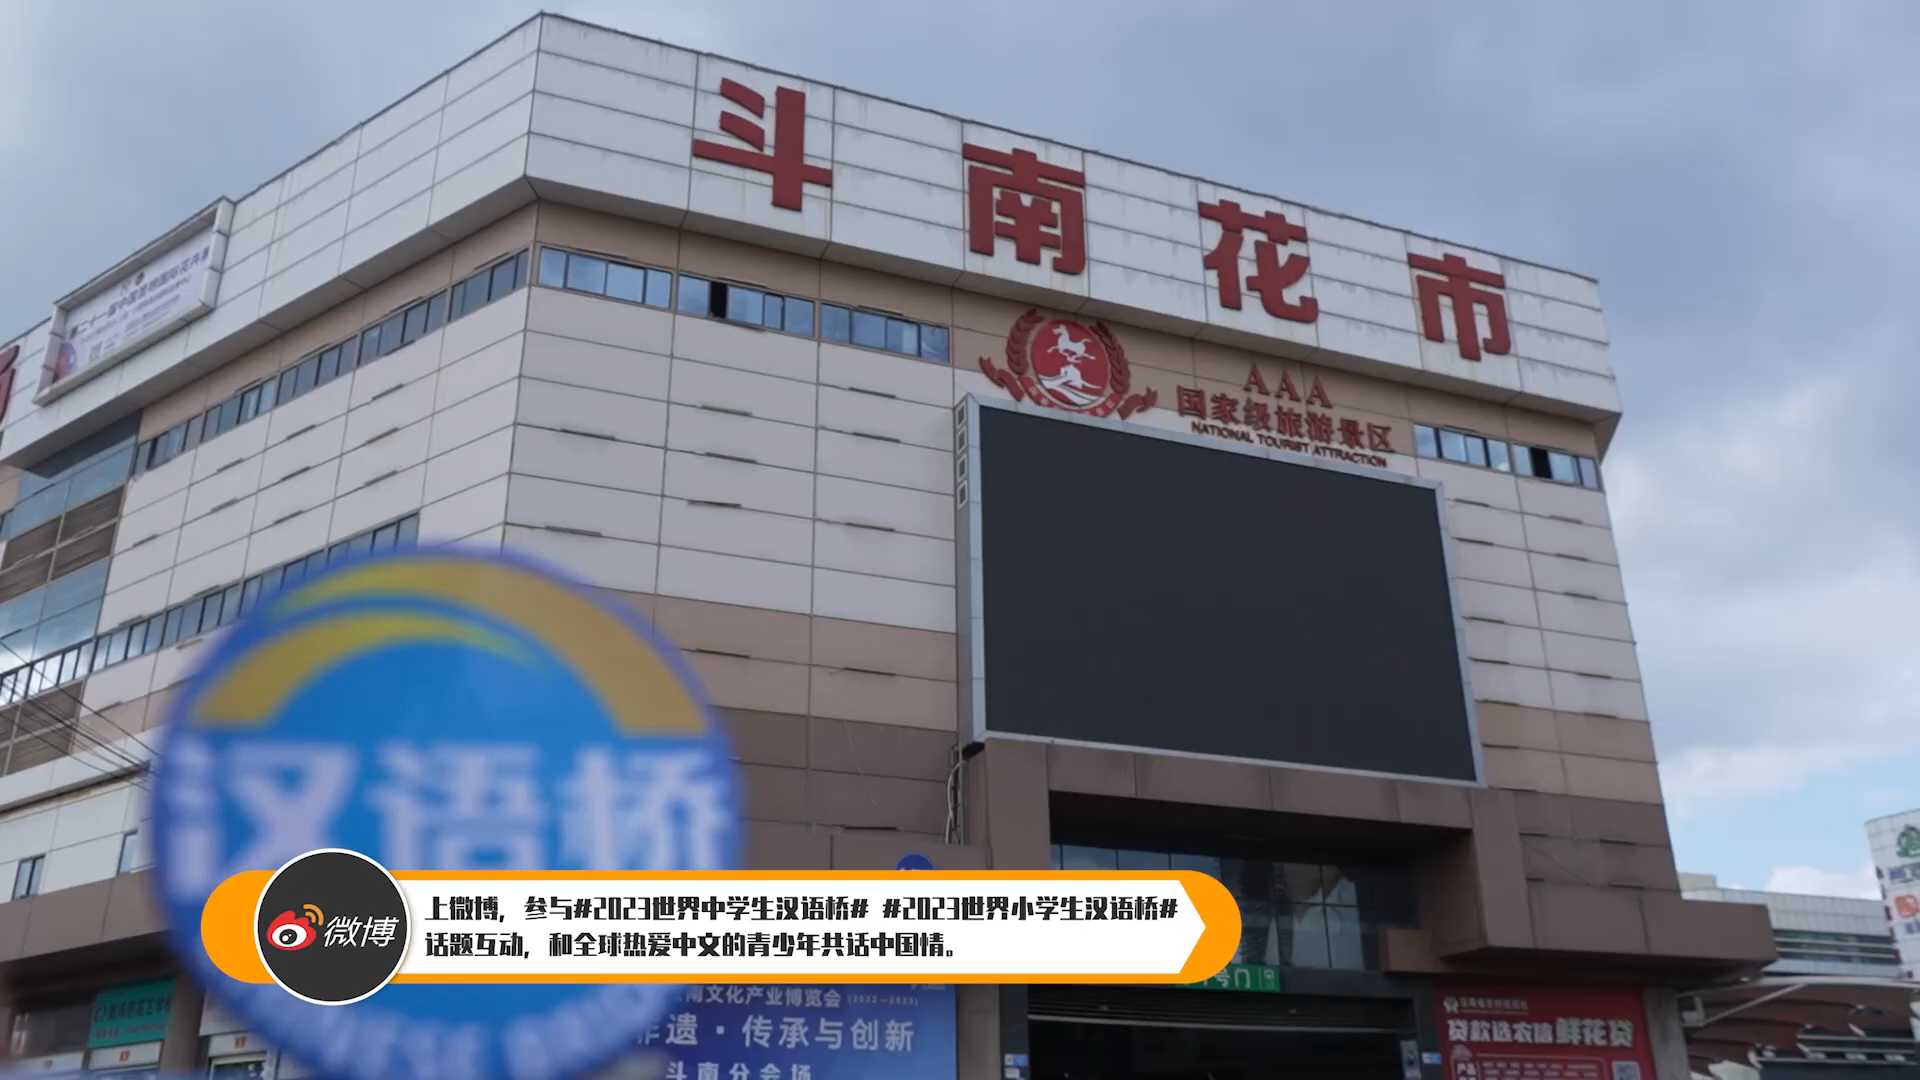 斗南花市
AAA
国家级旅游景区
NATIONAL TOURIST ATTRACTION
汉语桥
微博
上微博，参与#2023世界中学生汉语桥# #2023世界小学生汉语桥#
话题互动，和全球热爱中文的青少年共话中国情。
号门
南文化产业博览会(2022—2023)
非遗·传承与创新
斗南分会场
贷款选农信 鲜花贷